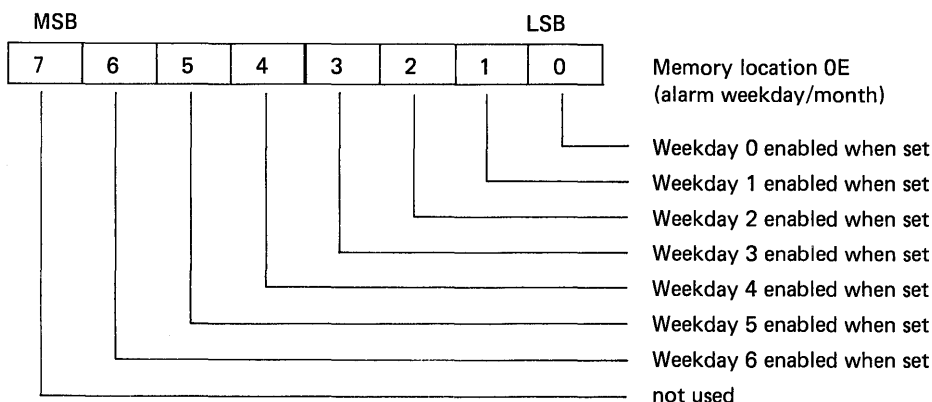 MSB LSB
7 6 5 4 3 2 1 0
Memory location 0E
(alarm weekday/month)
Weekday 0 enabled when set
Weekday 1 enabled when set
Weekday 2 enabled when set
Weekday 3 enabled when set
Weekday 4 enabled when set
Weekday 5 enabled when set
Weekday 6 enabled when set
not used